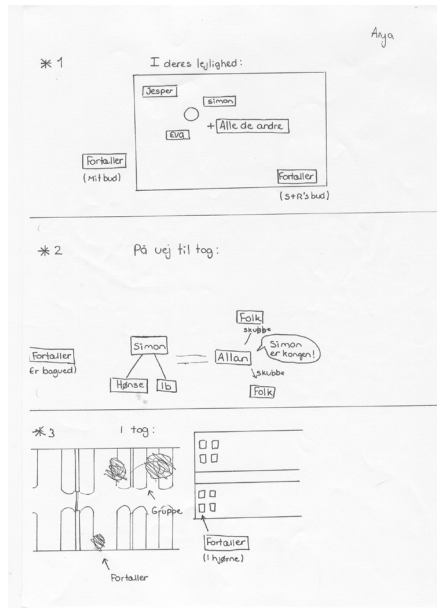 Anja
* 1 I deres lejlighed:
Jesper
Simon
Eva
+ Alle de andre
Fortæller
(Mit bud)
Fortæller
(S+R's bud)
* 2 På vej til tog:
Folk
skubbe
Simon
er kongen!
Simon
Allan
Fortæller
Er bagved)
skubbe
Hønse
Ib
Folk
* 3 I tog:
Gruppe
Fortæller
(I hjørne)
Fortæller